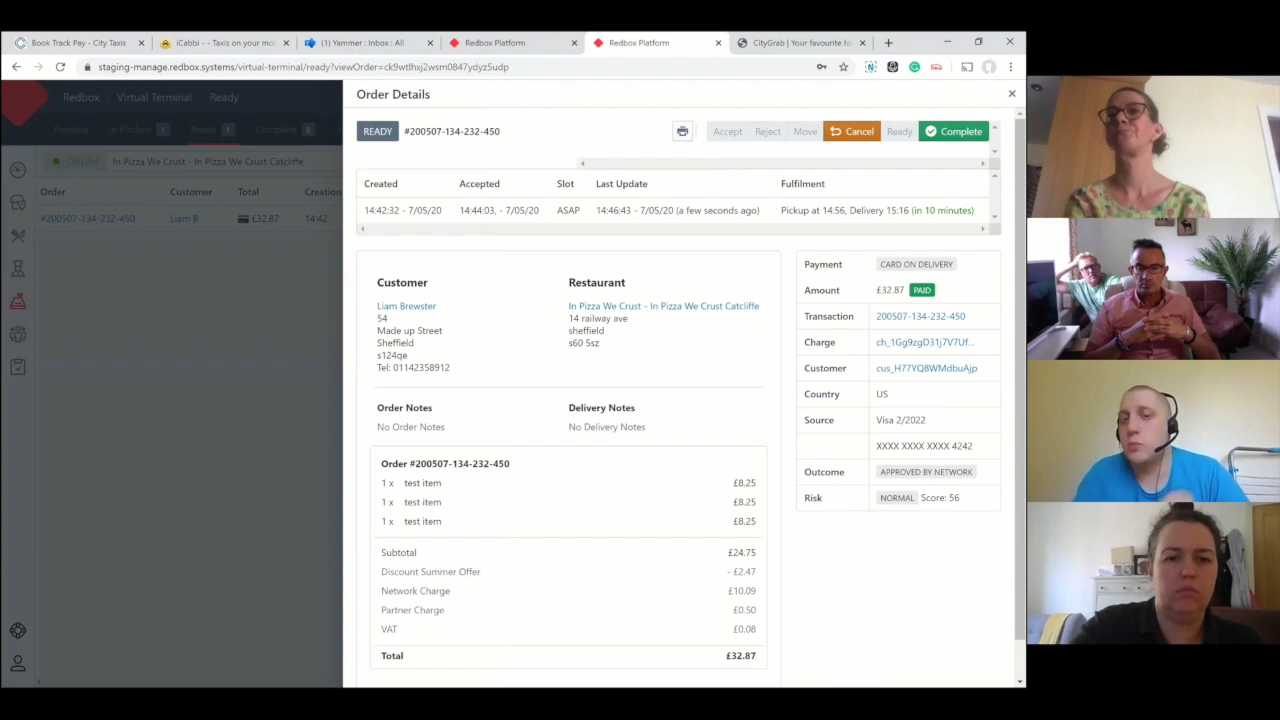 Book Track Pay - City Taxis
iCabbi - - Taxis on your mo
(1) Yammer : Inbox : All
Redbox Platform
Redbox Platform
CityGrab | Your favourite fo
staging-manage.redbox.systems/virtual-terminal/ready?viewOrder=ck9wtlhxj2wsm0847ydyz5udp
Redbox Virtual Terminal Ready
Pending In Kitchen 1 Ready 1 Complete 6
ONLINE In Pizza We Crust - In Pizza We Crust Catcliffe
Order Customer Total Creation
#200507-134-232-450 Liam B £32.87 14:42
Order Details
READY #200507-134-232-450
Accept Reject Move Cancel Ready Complete
Created Accepted Slot Last Update Fulfilment
14:42:32 - 7/05/20 14:44:03, - 7/05/20 ASAP 14:46:43 - 7/05/20 (a few seconds ago) Pickup at 14:56, Delivery 15:16 (in 10 minutes)
Customer
Liam Brewster
54
Made up Street
Sheffield
s124qe
Tel: 01142358912
Restaurant
In Pizza We Crust - In Pizza We Crust Catcliffe
14 railway ave
sheffield
s60 5sz
Order Notes
No Order Notes
Delivery Notes
No Delivery Notes
Order #200507-134-232-450
1 x test item £8.25
1 x test item £8.25
1 x test item £8.25
Subtotal £24.75
Discount Summer Offer - £2.47
Network Charge £10.09
Partner Charge £0.50
VAT £0.08
Total £32.87
Payment CARD ON DELIVERY
Amount £32.87 PAID
Transaction 200507-134-232-450
Charge ch_1Gg9zgD31j7V7Uf...
Customer cus_H77YQ8WMdbuAjp
Country US
Source Visa 2/2022
XXXX XXXX XXXX 4242
Outcome APPROVED BY NETWORK
Risk NORMAL Score: 56